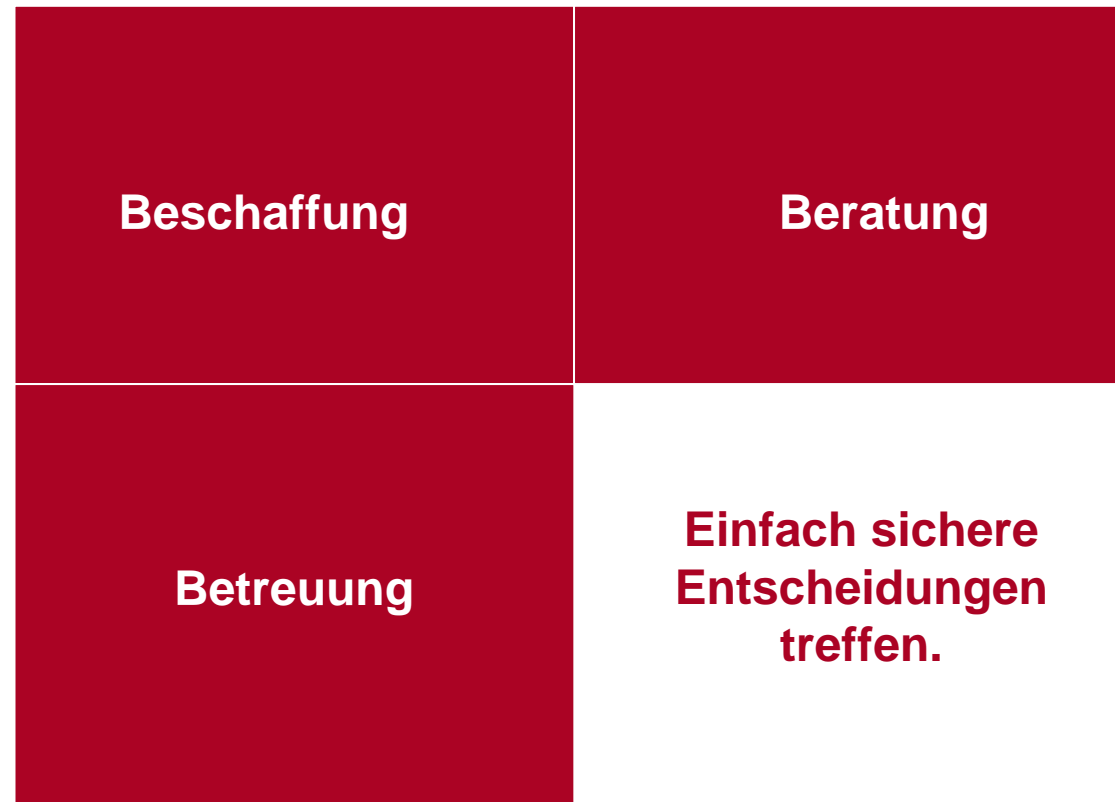 Beschaffung
Beratung
Betreuung
Einfach sichere
Entscheidungen
treffen.